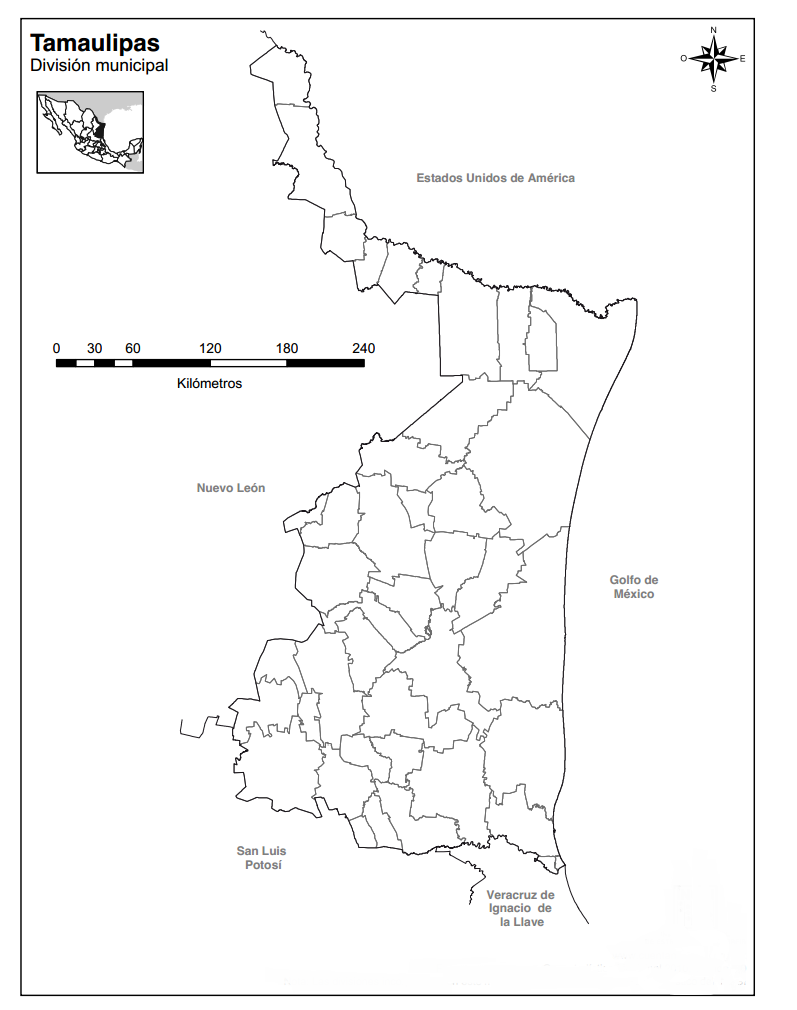 Tamaulipas
División municipal
N
O
E
S
Estados Unidos de América
0 30 60 120 180 240
Kilómetros
Nuevo León
Golfo de
México
San Luis
Potosí
Veracruz de
Ignacio de
la Llave